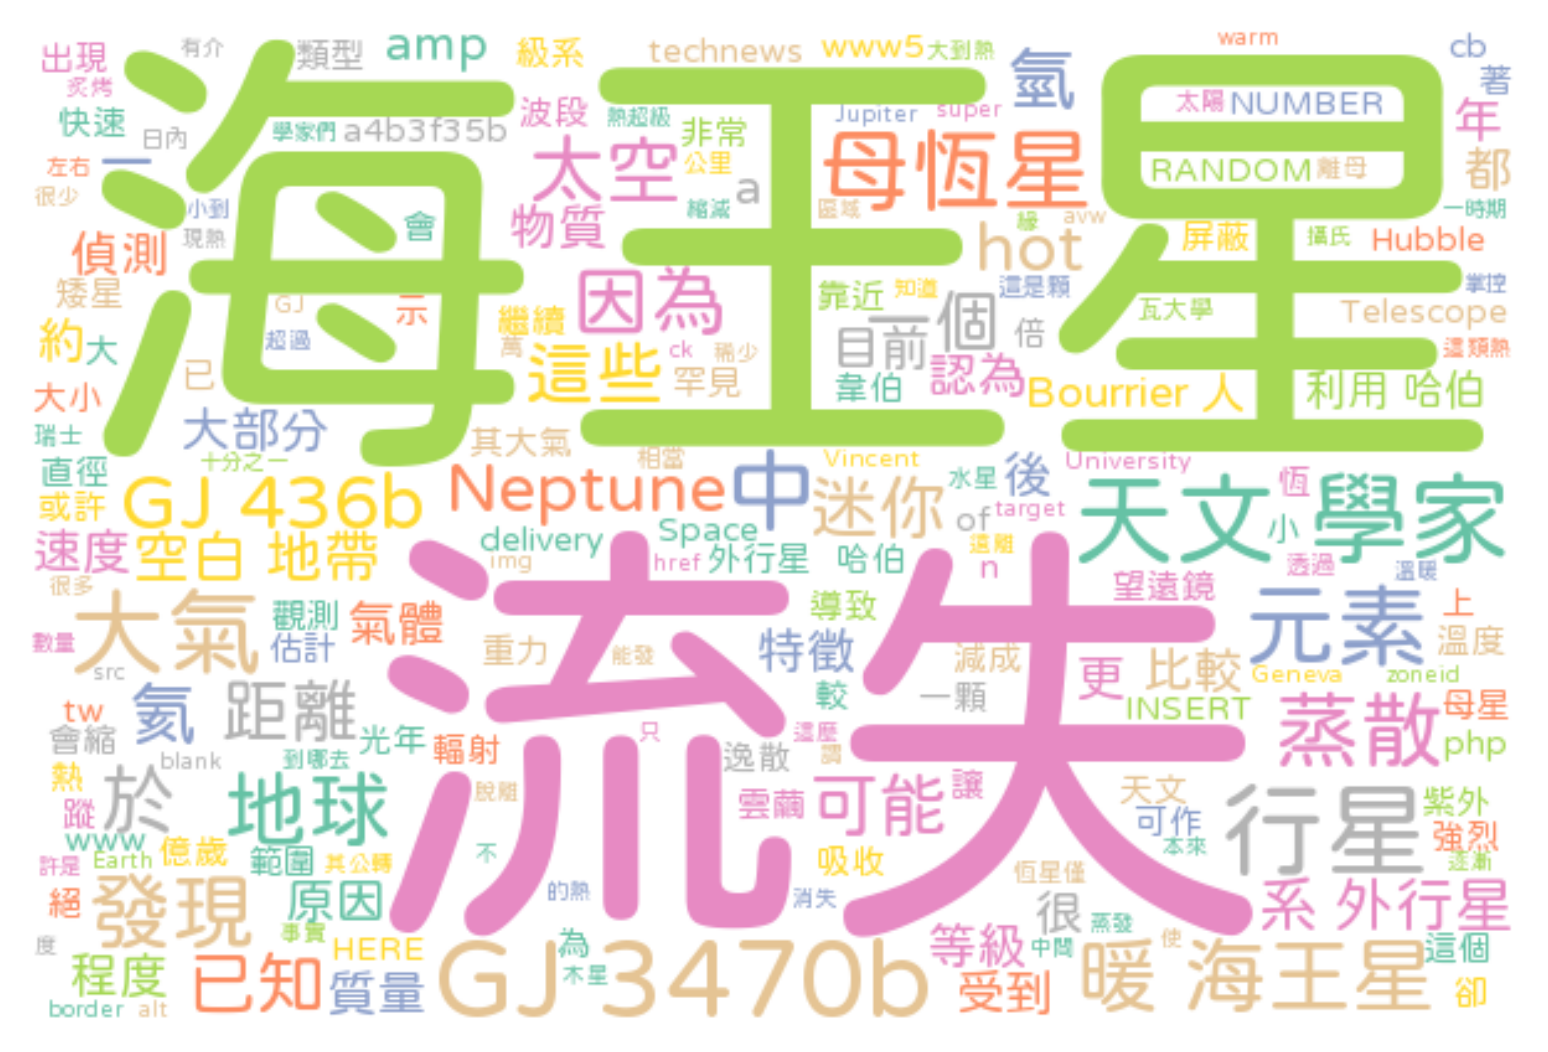 出現 有介 類型 amp 級系 technews www5 大到熱 warm cb
炙烤 氫 著
快速 日內 學家們 a4b3f35b 波段 熱超級 非常 Jupiter super 太陽 NUMBER 年
左右 一 太空 公里 a 母恆星 RANDOM 離母 都
很少 小到 會 物質 縮減 區域 緣 avw 一時期
海王星
偵測 現熱 hot 屏蔽 攝氏 Hubble
矮星 GJ 示 因為 靠近 知道 這是顆 掌控
約 大 超過 繼續 萬 目前 一個 倍 瓦大學 Telescope
已 這些 ck 稀少 罕見 韋伯 認為 這類熱
大小 Bourrier 人 利用 哈伯
瑞士 大部分 其大氣
直徑 十分之一 相當 Vincent University
或許 GJ 436b Neptune 中 迷你 水星 後 恆 天文 學家
速度 空白 地帶 delivery Space of target 小
很多 img href 外行星 哈伯 遠離 n 透過 溫暖
流失
大氣 觀測 氣體 導致 望遠鏡 元素 上
數量 估計 重力 能發 特徵 減成 更 比較 溫度
src Geneva zoneid
tw 氦 距離 較 一顆 INSERT 蒸散 母星
會縮 光年 輻射 只 這麼 謂 php
熱 blank 到哪去 逸散
蹤 於 地球 脫離 雲繭 可能 讓 天文 行星 紫外
www 可作 強烈
許是 Earth 億歲 範圍 其公轉 不 吸收 本來 逐漸
絕 發現 原因 的熱 消失 恆星僅 系 外行星
度 事實 HERE 為 很 蒸發
程度 已知 質量 GJ 3470b 木星 等級 中間 使 暖 海王星 這個
border alt 受到 卻